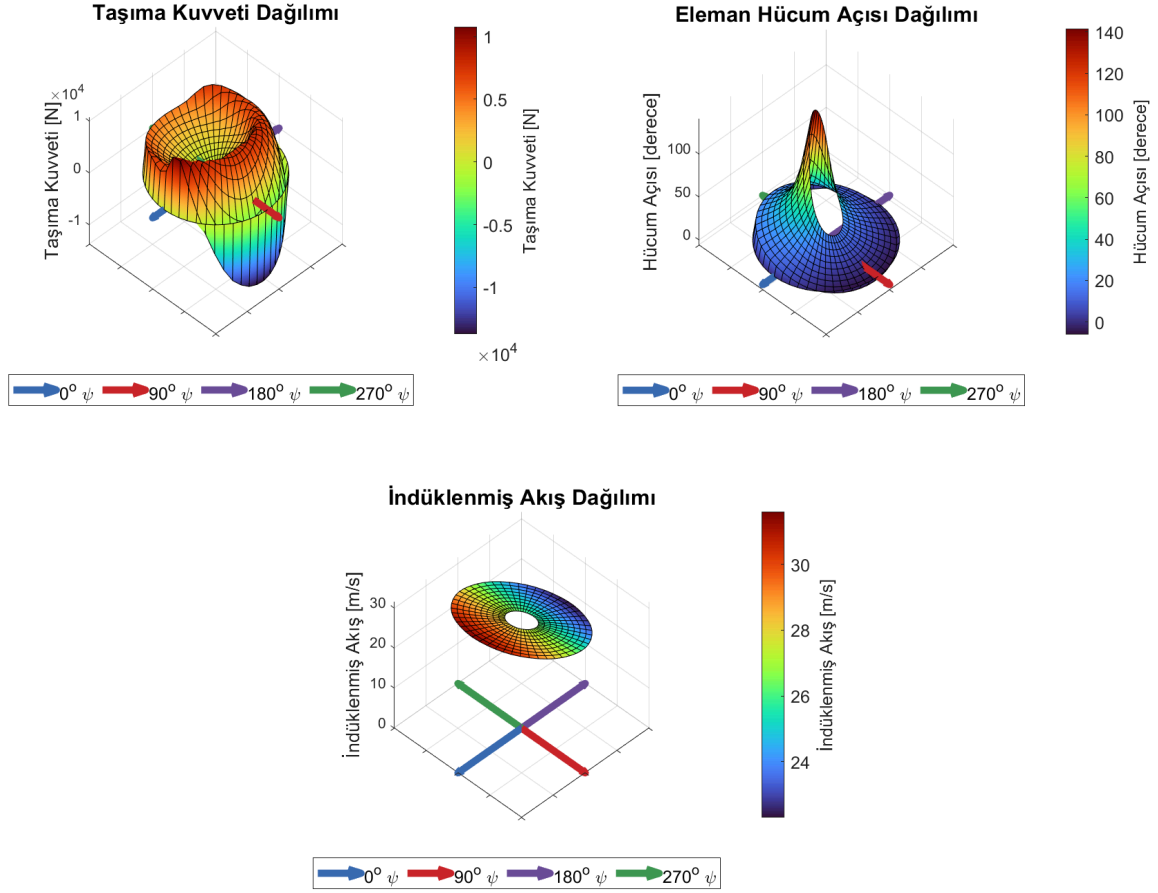 Taşıma Kuvveti Dağılımı
×10⁴
Taşıma Kuvveti [N]
1
0
-1
1
0.5
0
-0.5
-1
×10⁴
Taşıma Kuvveti [N]
0° ψ 90° ψ 180° ψ 270° ψ
Eleman Hücum Açısı Dağılımı
Hücum Açısı [derece]
100
50
0
140
120
100
80
60
40
20
0
Hücum Açısı [derece]
0° ψ 90° ψ 180° ψ 270° ψ
İndüklenmiş Akış Dağılımı
İndüklenmiş Akış [m/s]
30
20
10
0
30
28
26
24
İndüklenmiş Akış [m/s]
0° ψ 90° ψ 180° ψ 270° ψ